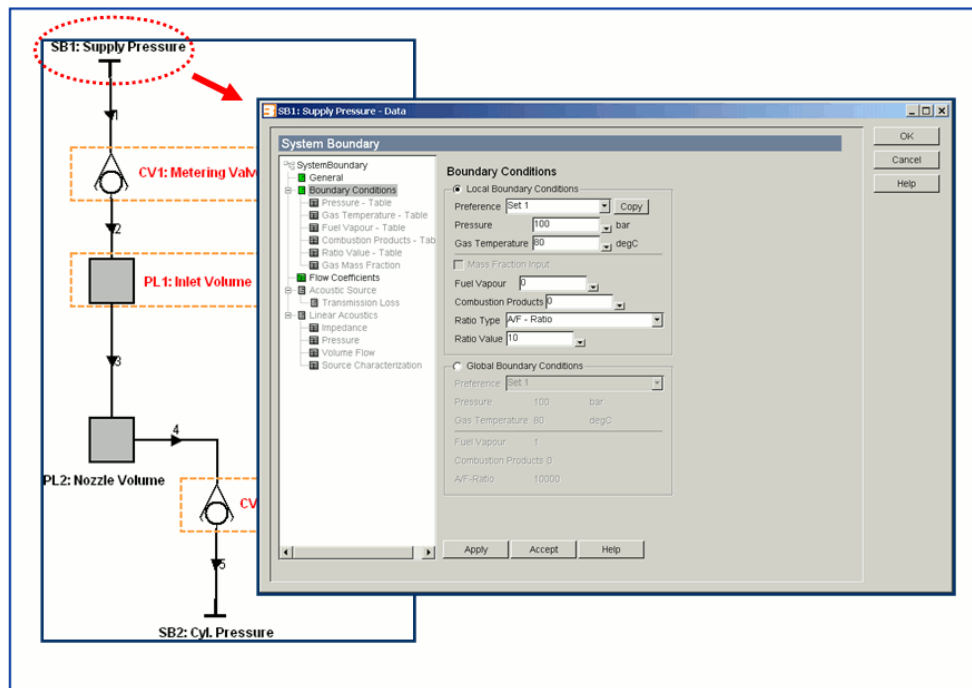 SB1: Supply Pressure
1
CV1: Metering Valv
2
PL1: Inlet Volume
3
4
PL2: Nozzle Volume
CV
5
SB2: Cyl. Pressure
SB1: Supply Pressure - Data
OK
Cancel
Help
System Boundary
SystemBoundary
General
Boundary Conditions
Pressure - Table
Gas Temperature - Table
Fuel Vapour - Table
Combustion Products - Tab
Ratio Value - Table
Gas Mass Fraction
Flow Coefficients
Acoustic Source
Transmission Loss
Linear Acoustics
Impedance
Pressure
Volume Flow
Source Characterization
Boundary Conditions
Local Boundary Conditions
Preference Set 1 Copy
Pressure 100 bar
Gas Temperature 80 degC
Mass Fraction Input
Fuel Vapour 0
Combustion Products 0
Ratio Type A/F - Ratio
Ratio Value 10
Global Boundary Conditions
Preference Set 1
Pressure 100 bar
Gas Temperature 80 degC
Fuel Vapour 1
Combustion Products 0
A/F-Ratio 10000
Apply Accept Help